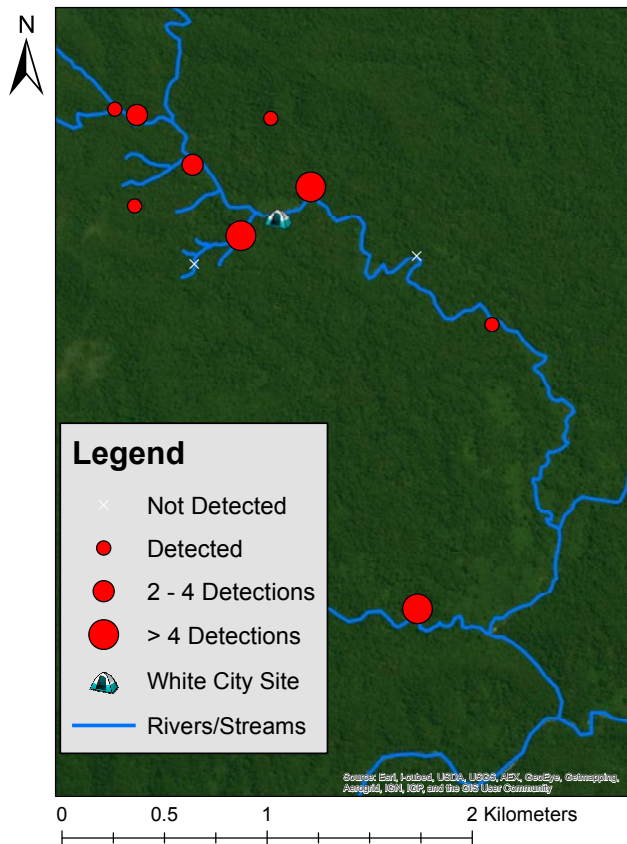 N
Legend
Not Detected
Detected
2 - 4 Detections
> 4 Detections
White City Site
Rivers/Streams
Source: Esri, i-cubed, USDA, USGS, AEX, GeoEye, Getmapping,
Aerogrid, IGN, IGP, and the GIS User Community
0 0.5 1 2 Kilometers